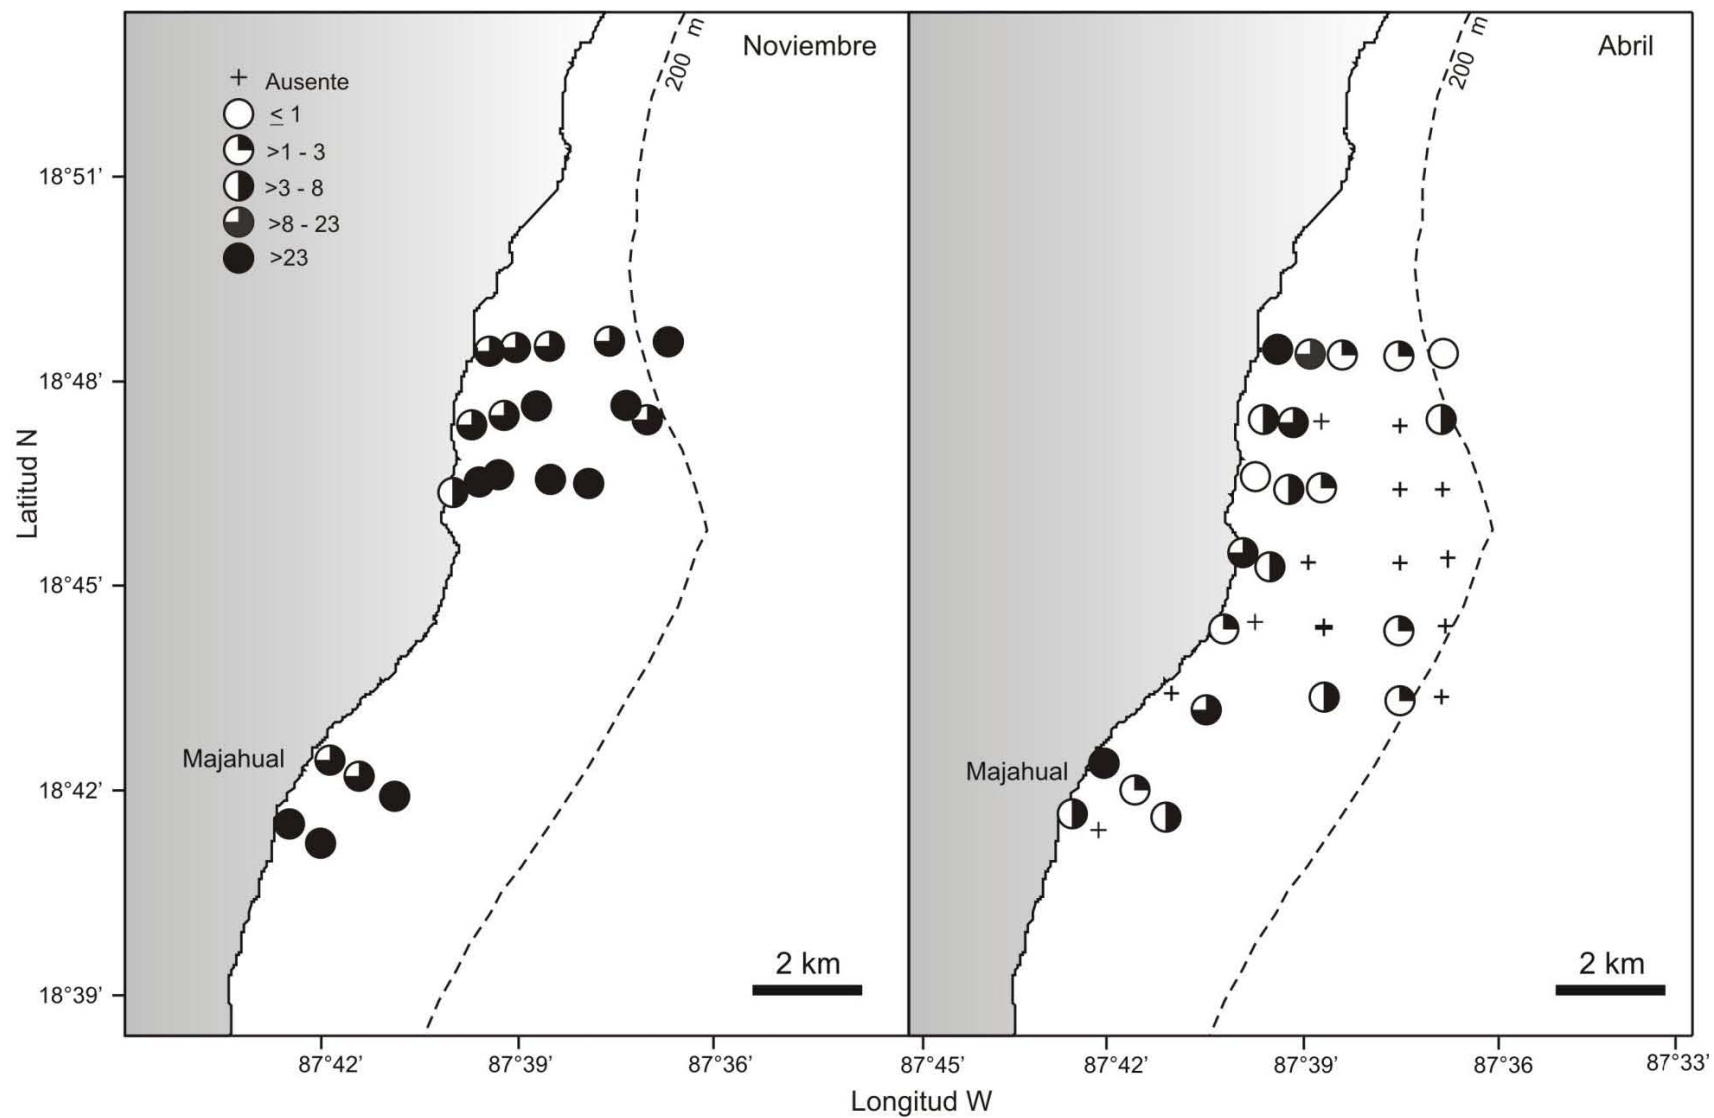 Noviembre
200 m
+ Ausente
≤ 1
>1 - 3
>3 - 8
>8 - 23
>23
Majahual
2 km
Abril
200 m
Majahual
2 km
Latitud N
18°51’
18°48’
18°45’
18°42’
18°39’
87°42’
87°39’
87°36’
87°45’
87°42’
87°39’
87°36’
87°33’
Longitud W